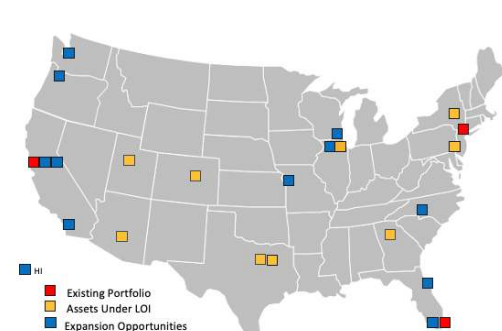 HI
Existing Portfolio
Assets Under LOI
Expansion Opportunities